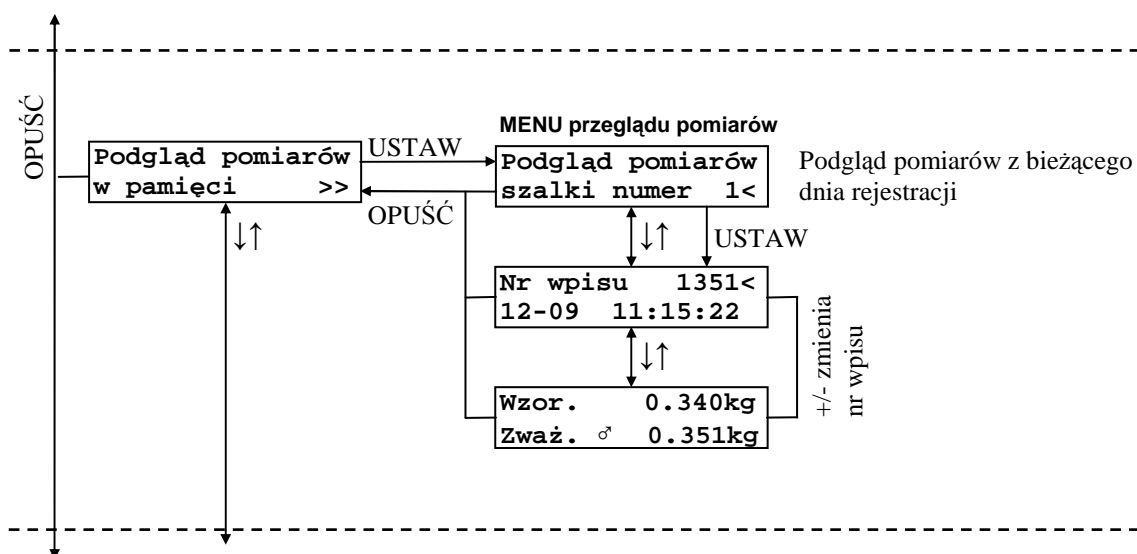 OPUŚĆ
MENU przeglądu pomiarów
Podgląd pomiarów
w pamięci >>
USTAW
OPUŚĆ
↓↑
Podgląd pomiarów
szalki numer 1<
Podgląd pomiarów z bieżącego
dnia rejestracji
↓↑
USTAW
Nr wpisu 1351<
12-09 11:15:22
↓↑
+/- zmienia
nr wpisu
Wzor. 0.340kg
Zważ. ♂ 0.351kg